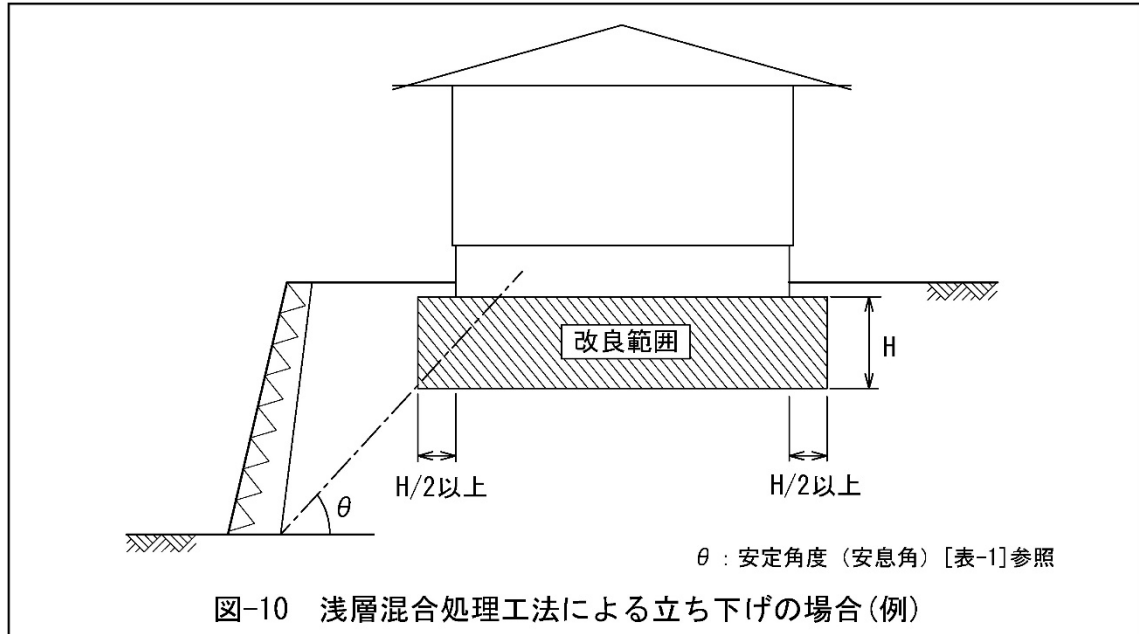 改良範囲
H
H/2以上
H/2以上
θ
θ : 安定角度（安息角）[表-1]参照
図-10　浅層混合処理工法による立ち下げの場合(例)